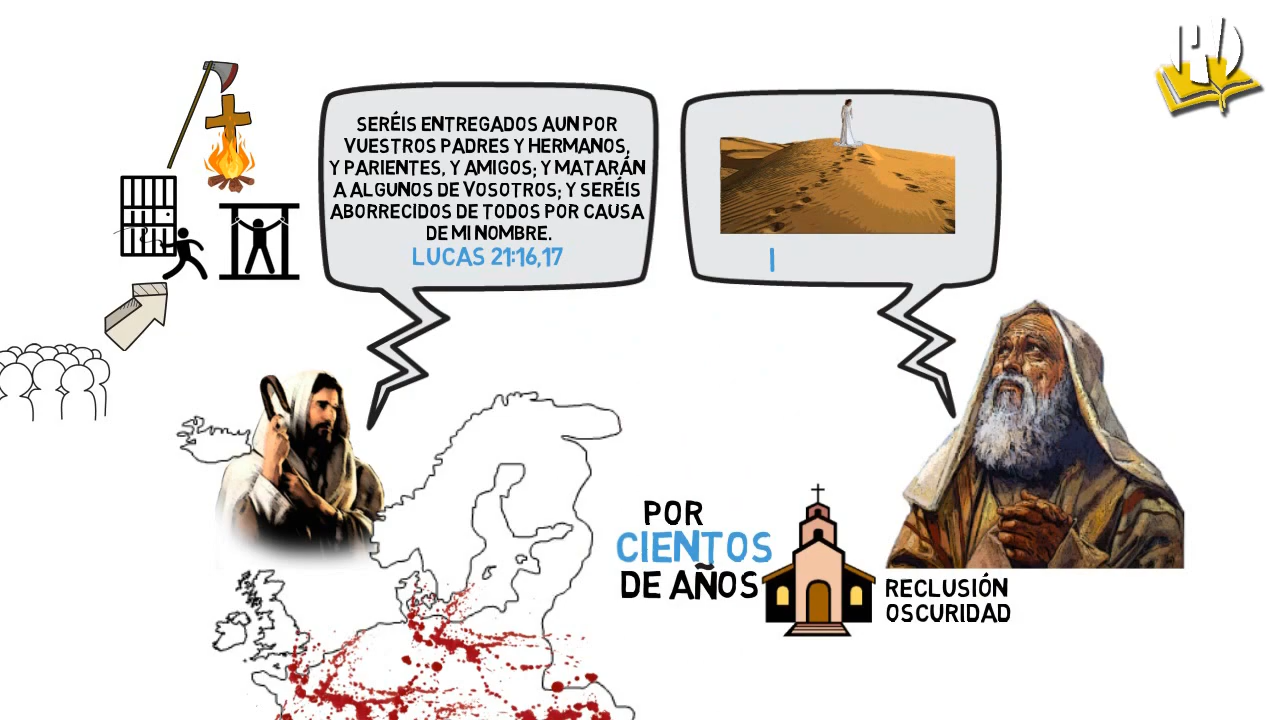 SERÉIS ENTREGADOS AUN POR
VUESTROS PADRES Y HERMANOS,
Y PARIENTES, Y AMIGOS; Y MATARÁN
A ALGUNOS DE VOSOTROS; Y SERÉIS
ABORRECIDOS DE TODOS POR CAUSA
DE MI NOMBRE.
LUCAS 21:16,17
POR
CIENTOS
DE AÑOS
RECLUSIÓN
OSCURIDAD